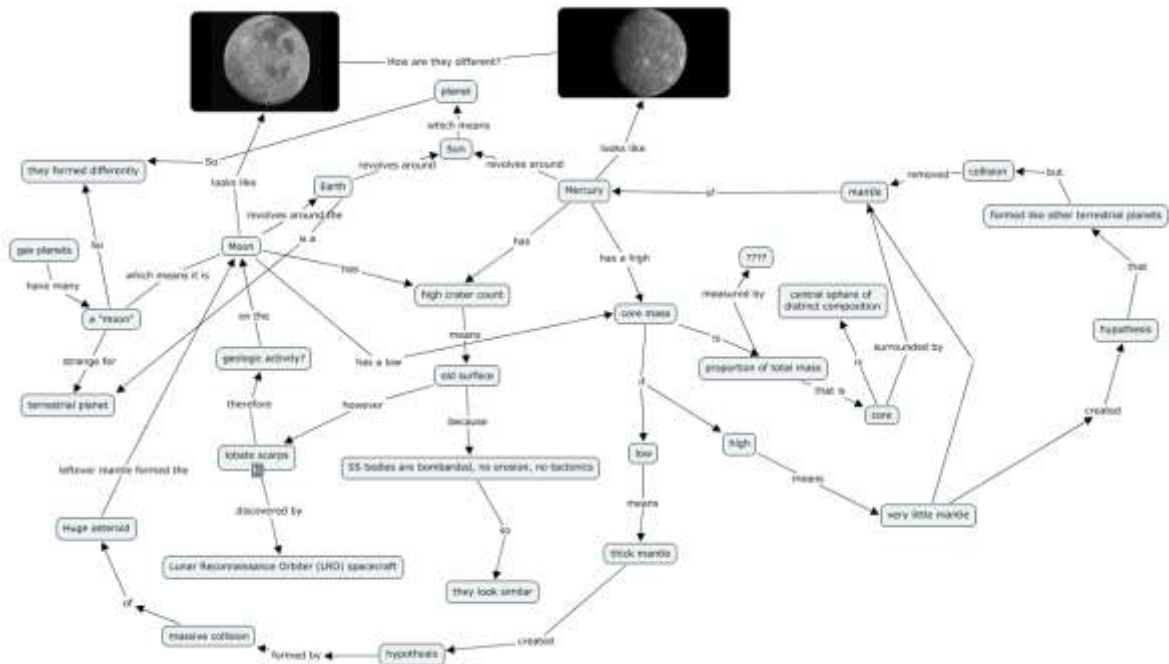 How are they different?
planet
which means
So
Sun
looks like
they formed differently
revolves around
revolves around
collision
removed
but
looks like
Earth
Mercury
of
mantle
formed like other terrestrial planets
revolves around the
So
is a
gas planets
Moon
has
that
which means it is
has
has a high
????
have many
measured by
central sphere of
distinct composition
high crater count
a "moon"
on the
core mass
hypothesis
means
is
geologic activity?
is
surrounded by
strange for
has a low
proportion of total mass
old surface
if
that is
terrestrial planet
therefore
however
core
created
because
high
lobate scarps
low
leftover mantle formed the
SS bodies are bombarded, no erosion, no tectonics
means
discovered by
means
very little mantle
Huge asteroid
so
thick mantle
Lunar Reconnaissance Orbiter (LRO) spacecraft
they look similar
of
massive collision
created
formed by
hypothesis